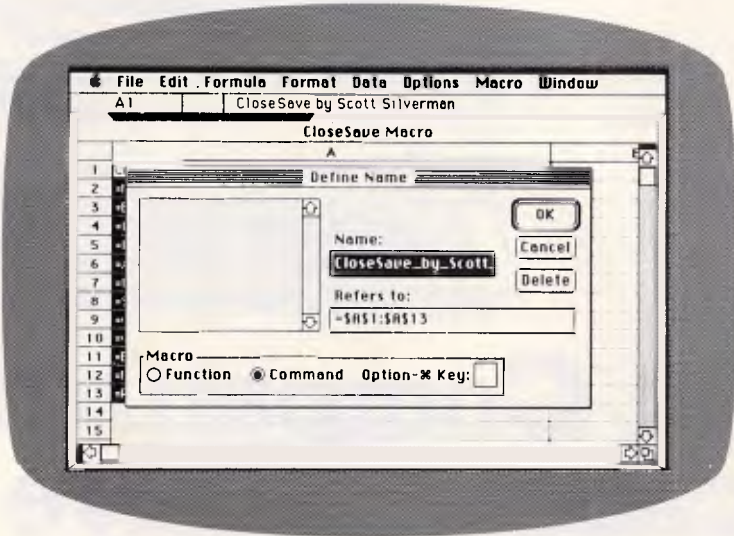 File Edit Formula Format Data Options Macro Window
A1 CloseSave by Scott Silverman
CloseSave Macro
A
1
2
3
4
5
6
7
8
9
10
11
12
13
14
15
Define Name
Name:
CloseSave_by_Scott_
Refers to:
=$A$1:$A$13
OK
Cancel
Delete
Macro
Function Command Option-⌘ Key: